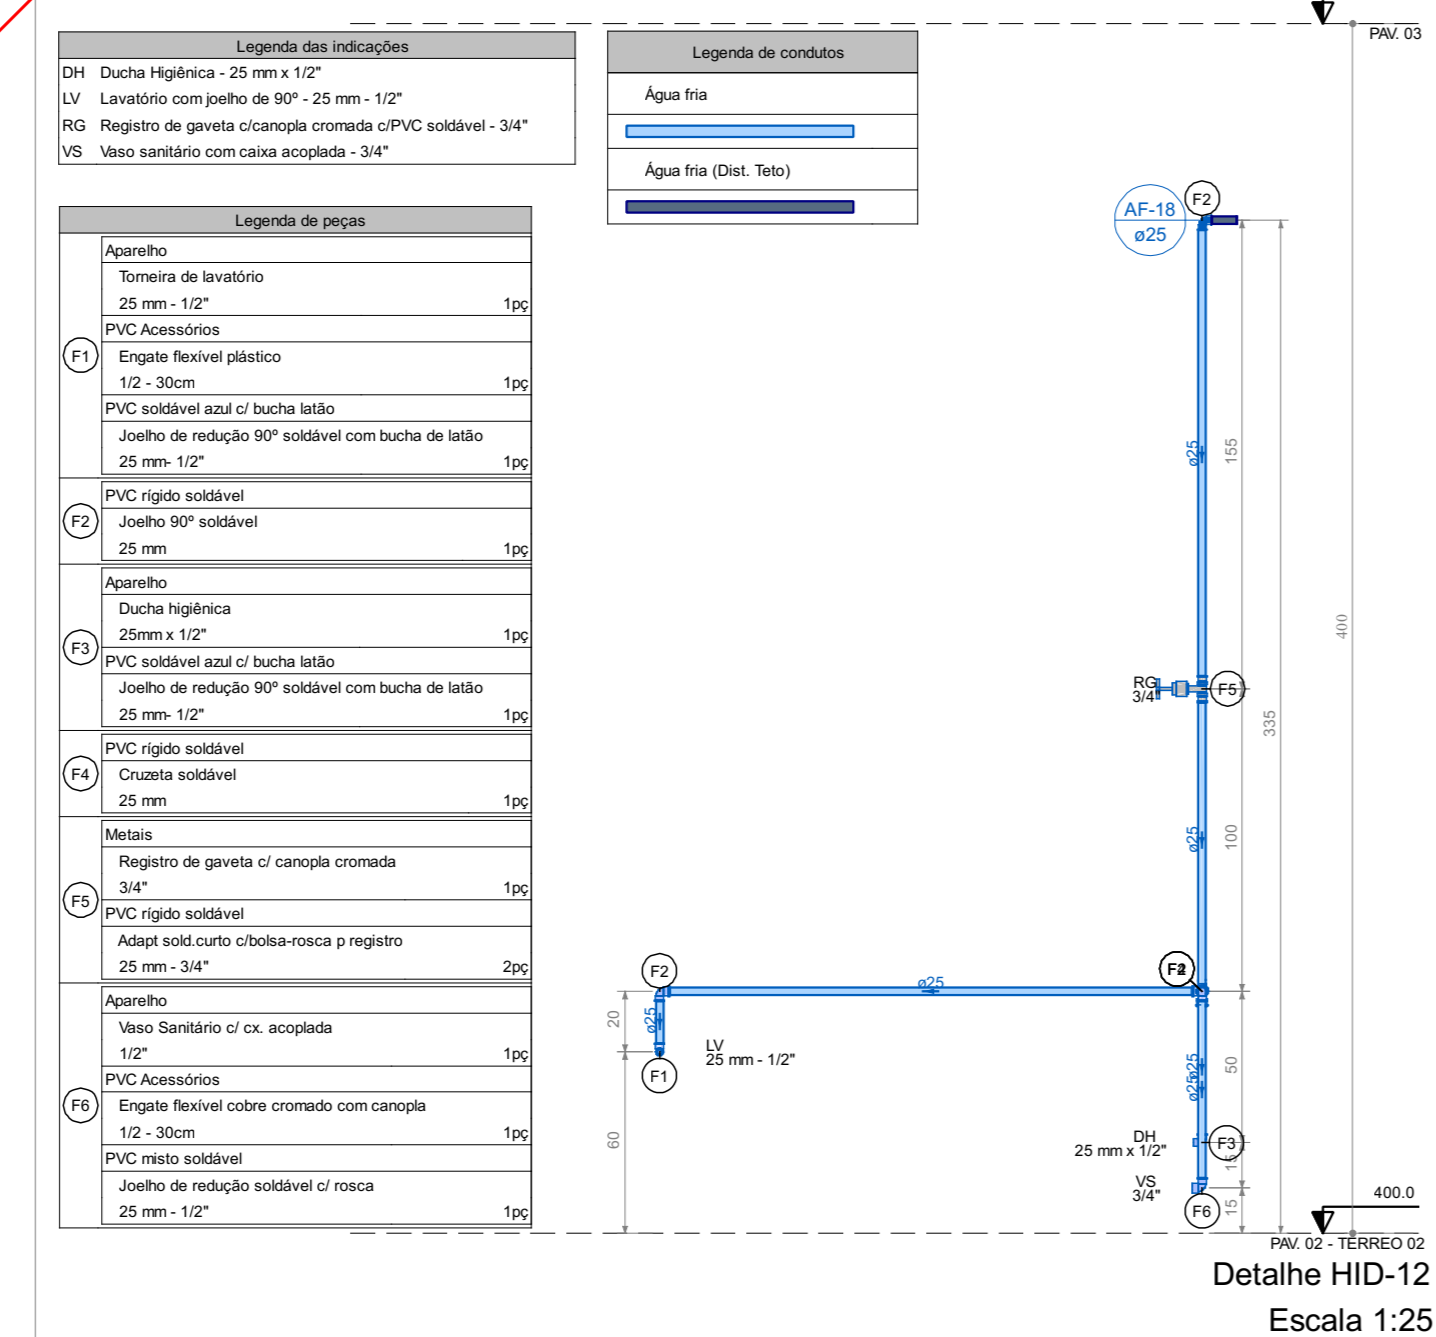 PAV. 03
Legenda das indicações
DH Ducha Higiênica - 25 mm x 1/2"
LV Lavatório com joelho de 90º - 25 mm - 1/2"
RG Registro de gaveta c/canopla cromada c/PVC soldável - 3/4"
VS Vaso sanitário com caixa acoplada - 3/4"
Legenda de condutos
Água fria
Água fria (Dist. Teto)
Legenda de peças
F1
Aparelho
Torneira de lavatório
25 mm - 1/2" 1pç
PVC Acessórios
Engate flexível plástico
1/2 - 30cm 1pç
PVC soldável azul c/ bucha latão
Joelho de redução 90º soldável com bucha de latão
25 mm- 1/2" 1pç
F2
PVC rígido soldável
Joelho 90º soldável
25 mm 1pç
F3
Aparelho
Ducha higiênica
25mm x 1/2" 1pç
PVC soldável azul c/ bucha latão
Joelho de redução 90º soldável com bucha de latão
25 mm- 1/2" 1pç
F4
PVC rígido soldável
Cruzeta soldável
25 mm 1pç
F5
Metais
Registro de gaveta c/ canopla cromada
3/4" 1pç
PVC rígido soldável
Adapt sold.curto c/bolsa-rosca p registro
25 mm - 3/4" 2pç
F6
Aparelho
Vaso Sanitário c/ cx. acoplada
1/2" 1pç
PVC Acessórios
Engate flexível cobre cromado com canopla
1/2 - 30cm 1pç
PVC misto soldável
Joelho de redução soldável c/ rosca
25 mm - 1/2" 1pç
AF-18
ø25
F2
ø25
155
400
RG
3/4"
F5
335
ø25
100
F2
ø25
20
ø25
F1
LV
25 mm - 1/2"
60
ø25
ø25
50
DH
25 mm x 1/2"
F3
15
VS
3/4"
F6
15
400.0
PAV. 02 - TÉRREO 02
Detalhe HID-12
Escala 1:25